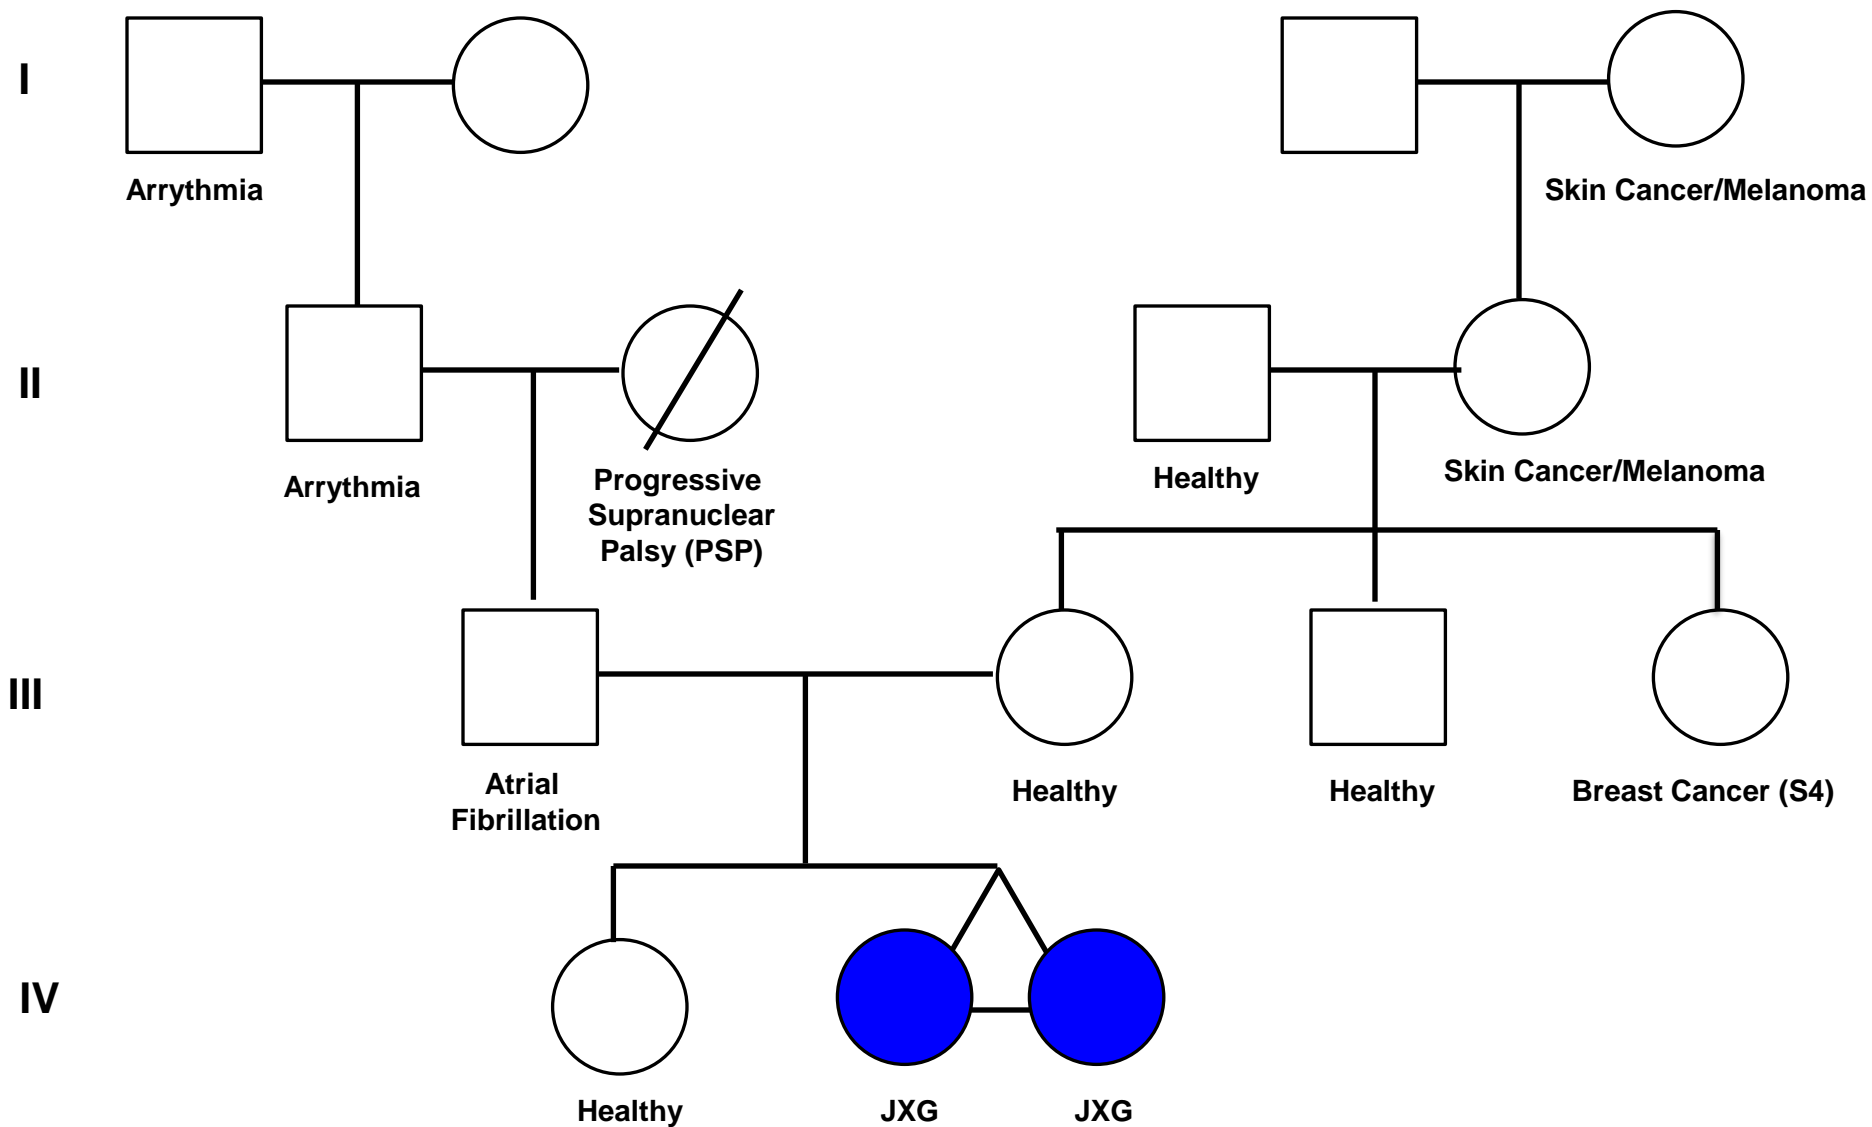 I
Arrythmia
Skin Cancer/Melanoma
II
Arrythmia
Progressive
Supranuclear
Palsy (PSP)
Healthy
Skin Cancer/Melanoma
III
Atrial
Fibrillation
Healthy
Healthy
Breast Cancer (S4)
IV
Healthy
JXG
JXG